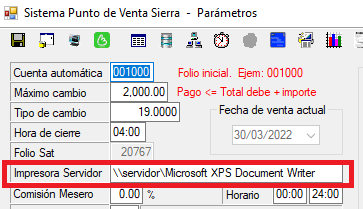 Sistema Punto de Venta Sierra - Parámetros
Cuenta automática 001000 Folio inicial. Ejem: 001000
Máximo cambio 2,000.00 Pago <= Total debe + importe
Tipo de cambio 19.0000 Fecha de venta actual
Hora de cierre 04:00 30/03/2022
Folio Sat 20767
Impresora Servidor \\servidor\Microsoft XPS Document Writer
Comisión Mesero 0.00 % Horario 00:00 24:00